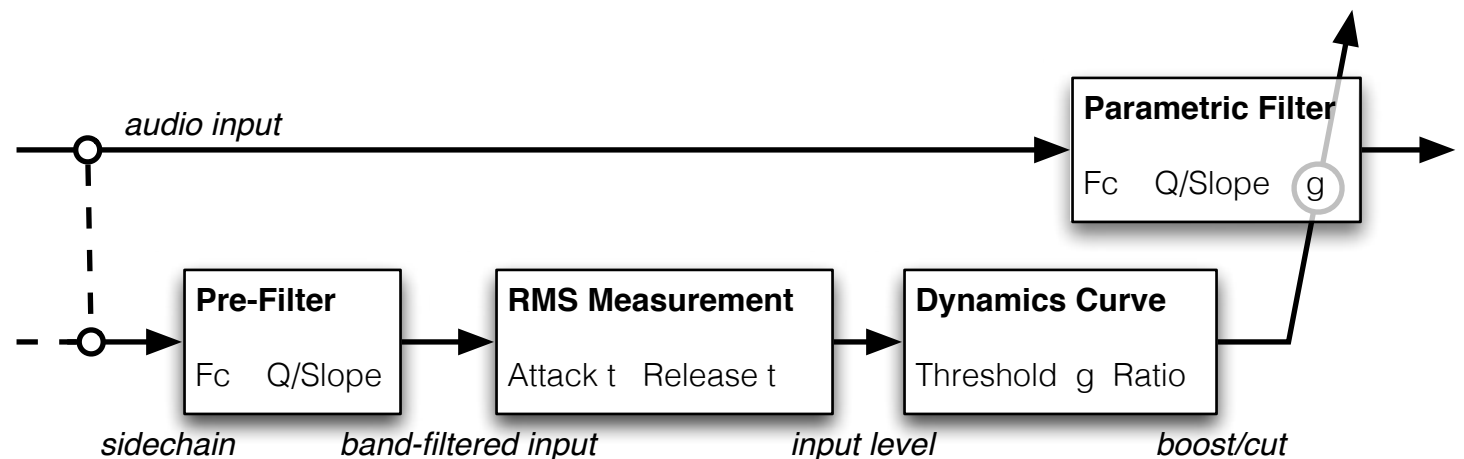 audio input
Parametric Filter
Fc Q/Slope g
Pre-Filter
Fc Q/Slope
RMS Measurement
Attack t Release t
Dynamics Curve
Threshold g Ratio
sidechain
band-filtered input
input level
boost/cut